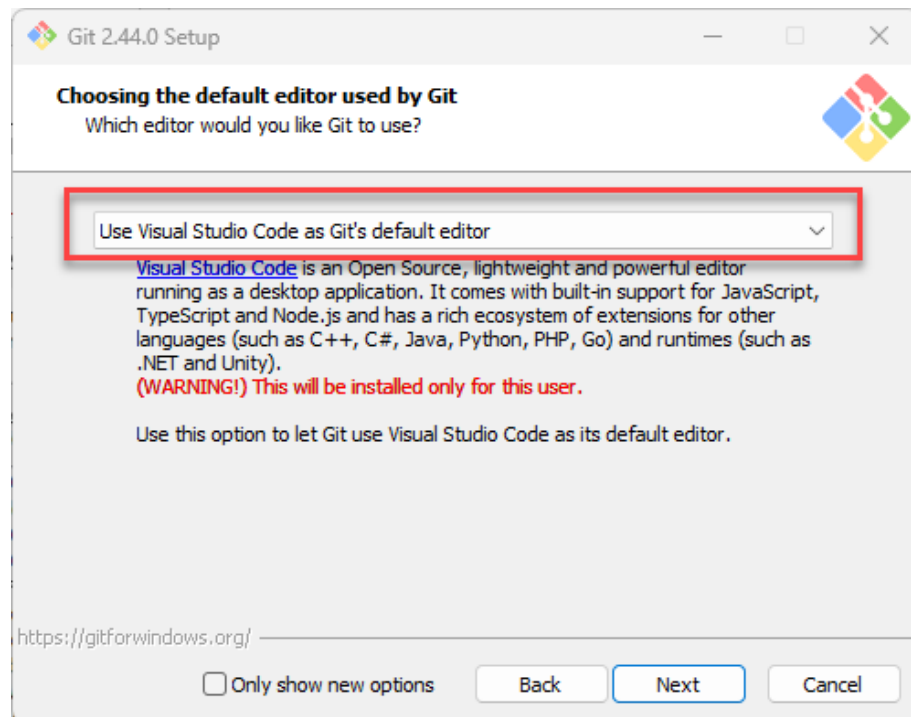 Git 2.44.0 Setup
Choosing the default editor used by Git
Which editor would you like Git to use?
Use Visual Studio Code as Git's default editor
Visual Studio Code is an Open Source, lightweight and powerful editor
running as a desktop application. It comes with built-in support for JavaScript,
TypeScript and Node.js and has a rich ecosystem of extensions for other
languages (such as C++, C#, Java, Python, PHP, Go) and runtimes (such as
.NET and Unity).
(WARNING!) This will be installed only for this user.
Use this option to let Git use Visual Studio Code as its default editor.
https://gitforwindows.org/
Only show new options Back Next Cancel